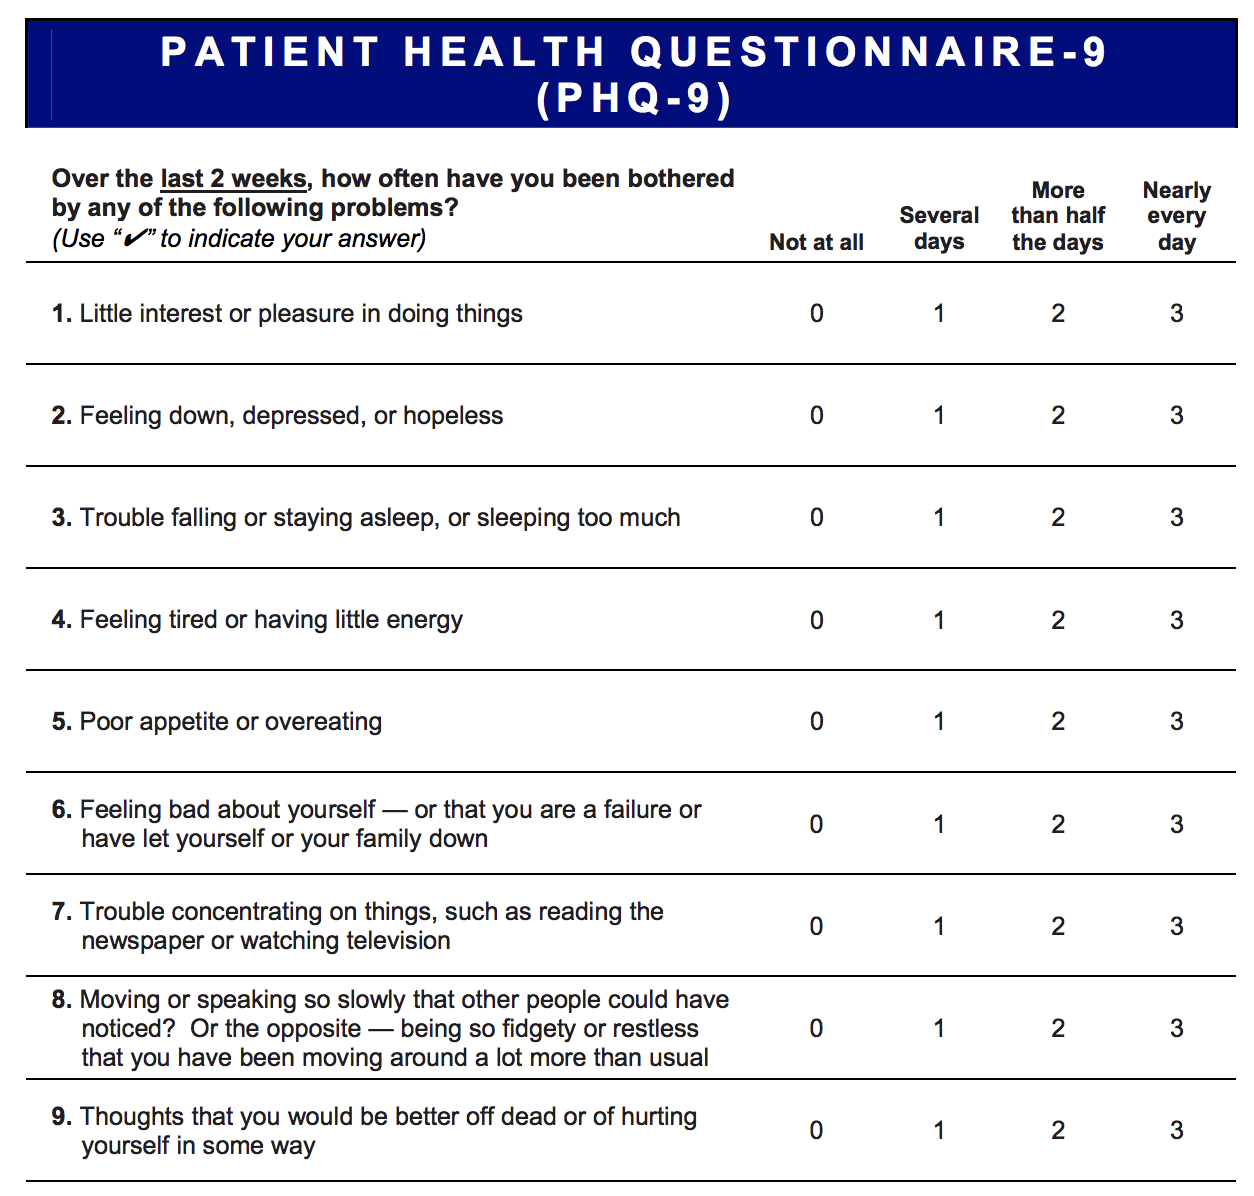 PATIENT HEALTH QUESTIONNAIRE-9
(PHQ-9)
Over the last 2 weeks, how often have you been bothered
by any of the following problems?
(Use “✔” to indicate your answer)
Not at all
Several
days
More
than half
the days
Nearly
every
day
1. Little interest or pleasure in doing things 0 1 2 3
2. Feeling down, depressed, or hopeless 0 1 2 3
3. Trouble falling or staying asleep, or sleeping too much 0 1 2 3
4. Feeling tired or having little energy 0 1 2 3
5. Poor appetite or overeating 0 1 2 3
6. Feeling bad about yourself — or that you are a failure or
have let yourself or your family down 0 1 2 3
7. Trouble concentrating on things, such as reading the
newspaper or watching television 0 1 2 3
8. Moving or speaking so slowly that other people could have
noticed? Or the opposite — being so fidgety or restless 0 1 2 3
that you have been moving around a lot more than usual
9. Thoughts that you would be better off dead or of hurting
yourself in some way 0 1 2 3